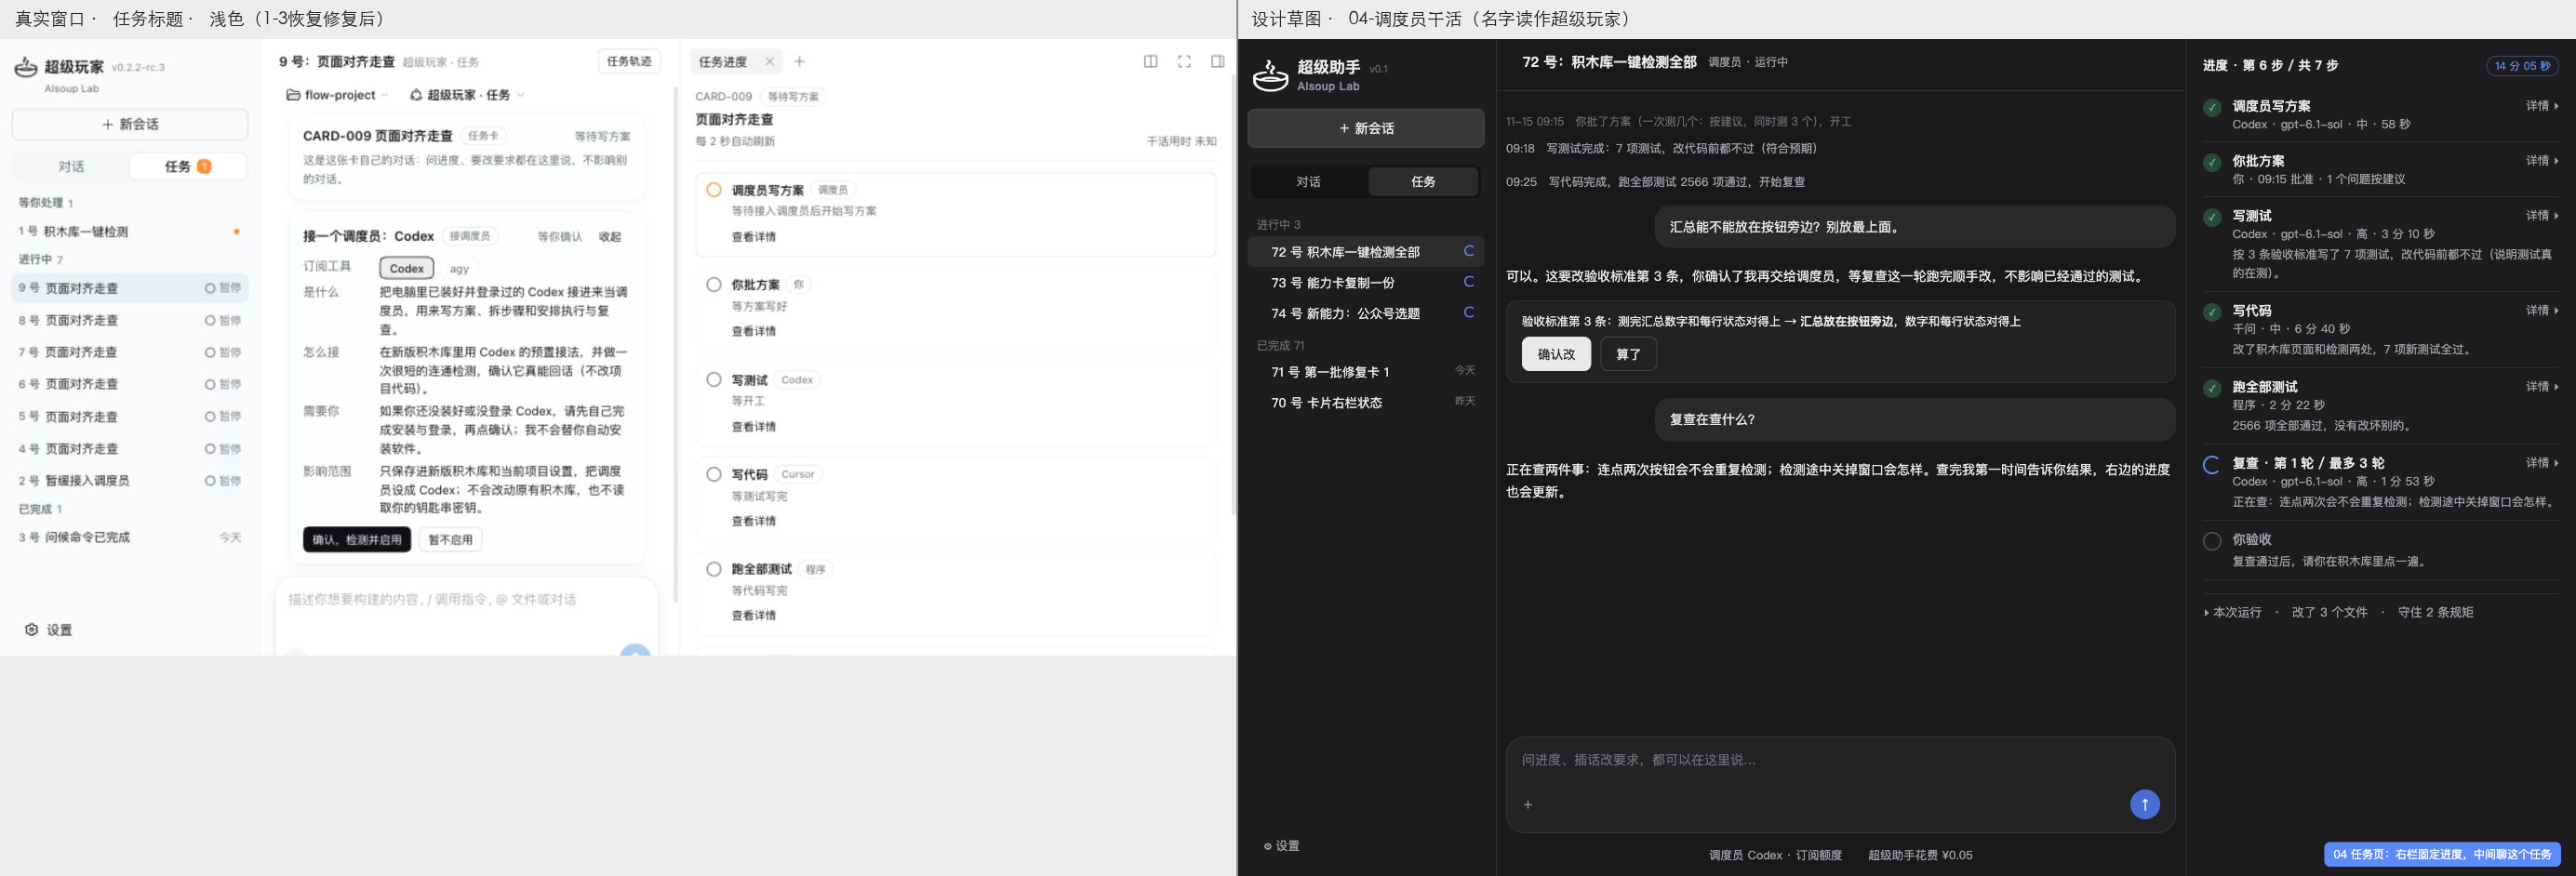 真实窗口 · 任务标题 · 浅色（1-3恢复修复后）
超级玩家 v0.2.2-rc.3
AIsoup Lab
＋ 新会话
对话 任务 1
等你处理 1
1 号 积木库一键检测
进行中 7
9 号 页面对齐走查 暂停
8 号 页面对齐走查 暂停
7 号 页面对齐走查 暂停
6 号 页面对齐走查 暂停
5 号 页面对齐走查 暂停
4 号 页面对齐走查 暂停
2 号 暂缓接入调度员 暂停
已完成 1
3 号 问候命令已完成 今天
设置
9 号：页面对齐走查 超级玩家 · 任务 任务轨迹
flow-project 超级玩家 · 任务
CARD-009 页面对齐走查 任务卡 等待写方案
这是这张卡自己的对话：问进度、要改要求都在这里说，不影响别
的对话。
接一个调度员：Codex 接调度员 等你确认 收起
订阅工具 Codex agy
是什么 把电脑里已装好并登录过的 Codex 接进来当调
度员，用来写方案、拆步骤和安排执行与复
查。
怎么接 在新版积木库里用 Codex 的预置接法，并做一
次很短的连通检测，确认它真能回话（不改项
目代码）。
需要你 如果你还没装好或没登录 Codex，请先自己完
成安装与登录，再点确认；我不会替你自动安
装软件。
影响范围 只保存进新版积木库和当前项目设置，把调度
员设成 Codex；不会改动原有积木库，也不读
取你的钥匙串密钥。
确认，检测并启用 暂不启用
描述你想要构建的内容，/ 调用指令，@ 文件或对话
任务进度 × ＋
CARD-009 等待写方案
页面对齐走查
每 2 秒自动刷新 干活用时 未知
调度员写方案 调度员
等待接入调度员后开始写方案
查看详情
你批方案 你
等方案写好
查看详情
写测试 Codex
等开工
查看详情
写代码 Cursor
等测试写完
查看详情
跑全部测试 程序
等代码写完
查看详情
设计草图 · 04-调度员干活（名字读作超级玩家）
超级助手 v0.1
AIsoup Lab
＋ 新会话
对话 任务
进行中 3
72 号 积木库一键检测全部
73 号 能力卡复制一份
74 号 新能力：公众号选题
已完成 71
71 号 第一批修复卡 1 今天
70 号 卡片右栏状态 昨天
设置
72 号：积木库一键检测全部 调度员 · 运行中
11-15 09:15 你批了方案（一次测几个：按建议，同时测 3 个），开工
09:18 写测试完成：7 项测试，改代码前都不过（符合预期）
09:25 写代码完成，跑全部测试 2566 项通过，开始复查
汇总能不能放在按钮旁边？别放最上面。
可以。这要改验收标准第 3 条，你确认了我再交给调度员，等复查这一轮跑完顺手改，不影响已经通过的测试。
验收标准第 3 条：测完汇总数字和每行状态对得上 → 汇总放在按钮旁边，数字和每行状态对得上
确认改 算了
复查在查什么？
正在查两件事：连点两次按钮会不会重复检测；检测途中关掉窗口会怎样。查完我第一时间告诉你结果，右边的进度
也会更新。
问进度、插话改要求，都可以在这里说…
+ ↑
调度员 Codex · 订阅额度 超级助手花费 ¥0.05
进度 · 第 6 步 / 共 7 步 14 分 05 秒
✓ 调度员写方案 详情
Codex · gpt-6.1-sol · 中 · 58 秒
✓ 你批方案 详情
你 · 09:15 批准 · 1 个问题按建议
✓ 写测试 详情
Codex · gpt-6.1-sol · 高 · 3 分 10 秒
按 3 条验收标准写了 7 项测试，改代码前都不过（说明测试真
的在测）。
✓ 写代码 详情
千问 · 中 · 6 分 40 秒
改了积木库页面和检测两处，7 项新测试全过。
✓ 跑全部测试 详情
程序 · 2 分 22 秒
2566 项全部通过，没有改坏别的。
复查 · 第 1 轮 / 最多 3 轮 详情
Codex · gpt-6.1-sol · 高 · 1 分 53 秒
正在查：连点两次会不会重复检测；检测途中关掉窗口会怎样。
你验收
复查通过后，请你在积木库里点一遍。
本次运行 · 改了 3 个文件 · 守住 2 条规矩
04 任务页：右栏固定进度，中间聊这个任务